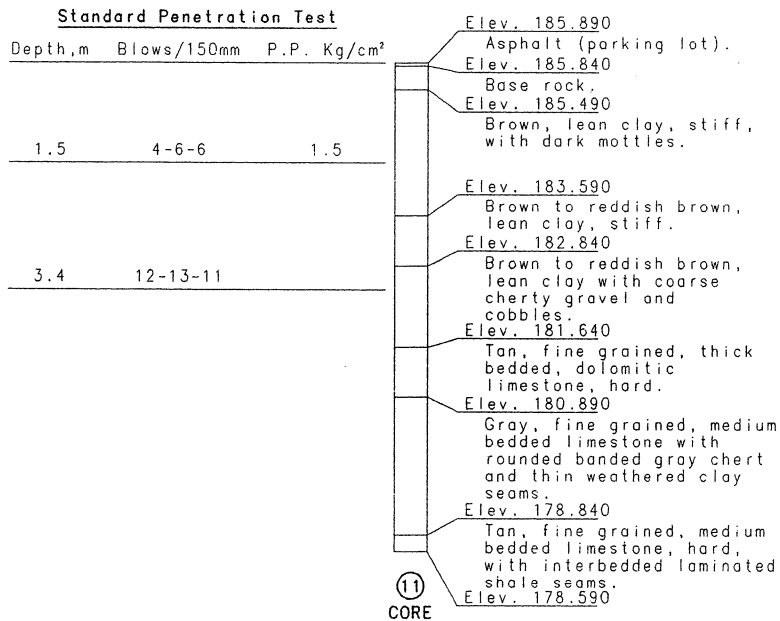 Standard Penetration Test
Depth,m Blows/150mm P.P. Kg/cm²
1.5 4-6-6 1.5
3.4 12-13-11
Elev. 185.890
Asphalt (parking lot).
Elev. 185.840
Base rock.
Elev. 185.490
Brown, lean clay, stiff,
with dark mottles.
Elev. 183.590
Brown to reddish brown,
lean clay, stiff.
Elev. 182.840
Brown to reddish brown,
lean clay with coarse
cherty gravel and
cobbles.
Elev. 181.640
Tan, fine grained, thick
bedded, dolomitic
limestone, hard.
Elev. 180.890
Gray, fine grained, medium
bedded limestone with
rounded banded gray chert
and thin weathered clay
seams.
Elev. 178.840
Tan, fine grained, medium
bedded limestone, hard,
with interbedded laminated
shale seams.
Elev. 178.590
11
CORE